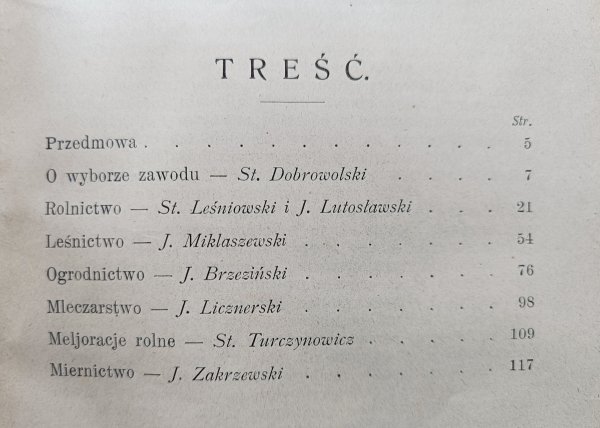 TREŚĆ.
Str.
Przedmowa . . . . . . . . . . . . 5
O wyborze zawodu — St. Dobrowolski . . . . 7
Rolnictwo — St. Leśniowski i J. Lutosławski . . . 21
Leśnictwo — J. Miklaszewski . . . . . . . 54
Ogrodnictwo — J. Brzeziński . . . . . . . 76
Mleczarstwo — J. Licznerski . . . . . . . 98
Meljoracje rolne — St. Turczynowicz . . . . . 109
Miernictwo — J. Zakrzewski . . . . . . . 117